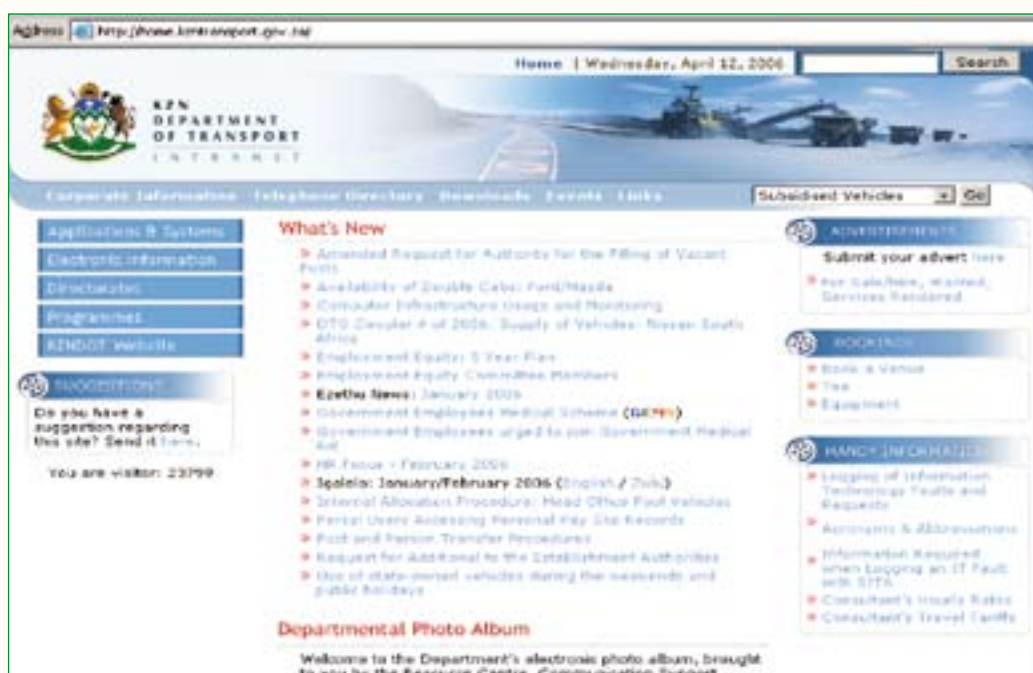 Address http://home.kzntransport.gov.za/
Home | Wednesday, April 12, 2006 Search
KZN
DEPARTMENT
OF TRANSPORT
INTRANET
Corporate Information Telephone Directory Downloads Events Links Subsidised Vehicles Go
Applications & Systems
Electronic Information
Directorates
Programmes
KZNDOT Website
SUGGESTIONS
Do you have a
suggestion regarding
this site? Send it here.
You are visitor: 23799
What's New
Amended Request for Authority for the Filling of Vacant
Posts
Availability of Double Cabs: Ford/Mazda
Computer Infrastructure Usage and Monitoring
DTG Circular 4 of 2006: Supply of Vehicles: Nissan South
Africa
Employment Equity: 5 Year Plan
Employment Equity Committee Members
Ezethu News: January 2006
Government Employees Medical Scheme (GEMS)
Government Employees urged to join Government Medical
Aid
HR Focus - February 2006
Igalelo: January/February 2006 (English / Zulu)
Internal Allocation Procedure: Head Office Pool Vehicles
Persal Users Accessing Personal Pay Slip Records
Post and Person Transfer Procedures
Request for Additional to the Establishment Authorities
Use of state-owned vehicles during the weekends and
public holidays
Departmental Photo Album
Welcome to the Department's electronic photo album, brought
to you by the Resource Centre, Communication Support
ADVERTISEMENTS
Submit your advert here
For Sale/Hire, Wanted,
Services Rendered
BOOKINGS
Book a Venue
Tea
Equipment
HANDY INFORMATION
Logging of Information
Technology Faults and
Requests
Acronyms & Abbreviations
Information Required
when Logging an IT Fault
with SITA
Consultant's Hourly Rates
Consultant's Travel Tariffs